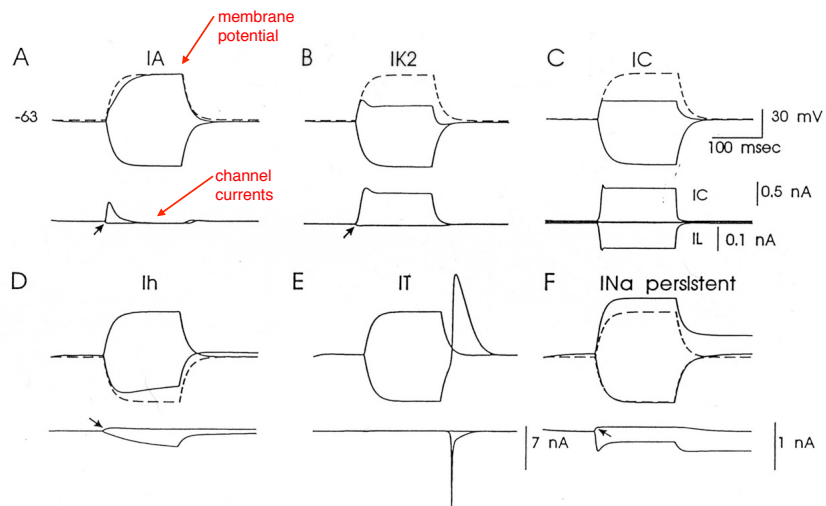 membrane
potential
A
IA
B
IK2
C
IC
-63
30 mV
100 msec
channel
currents
IC
0.5 nA
IL
0.1 nA
D
Ih
E
IT
F
INa persistent
7 nA
1 nA